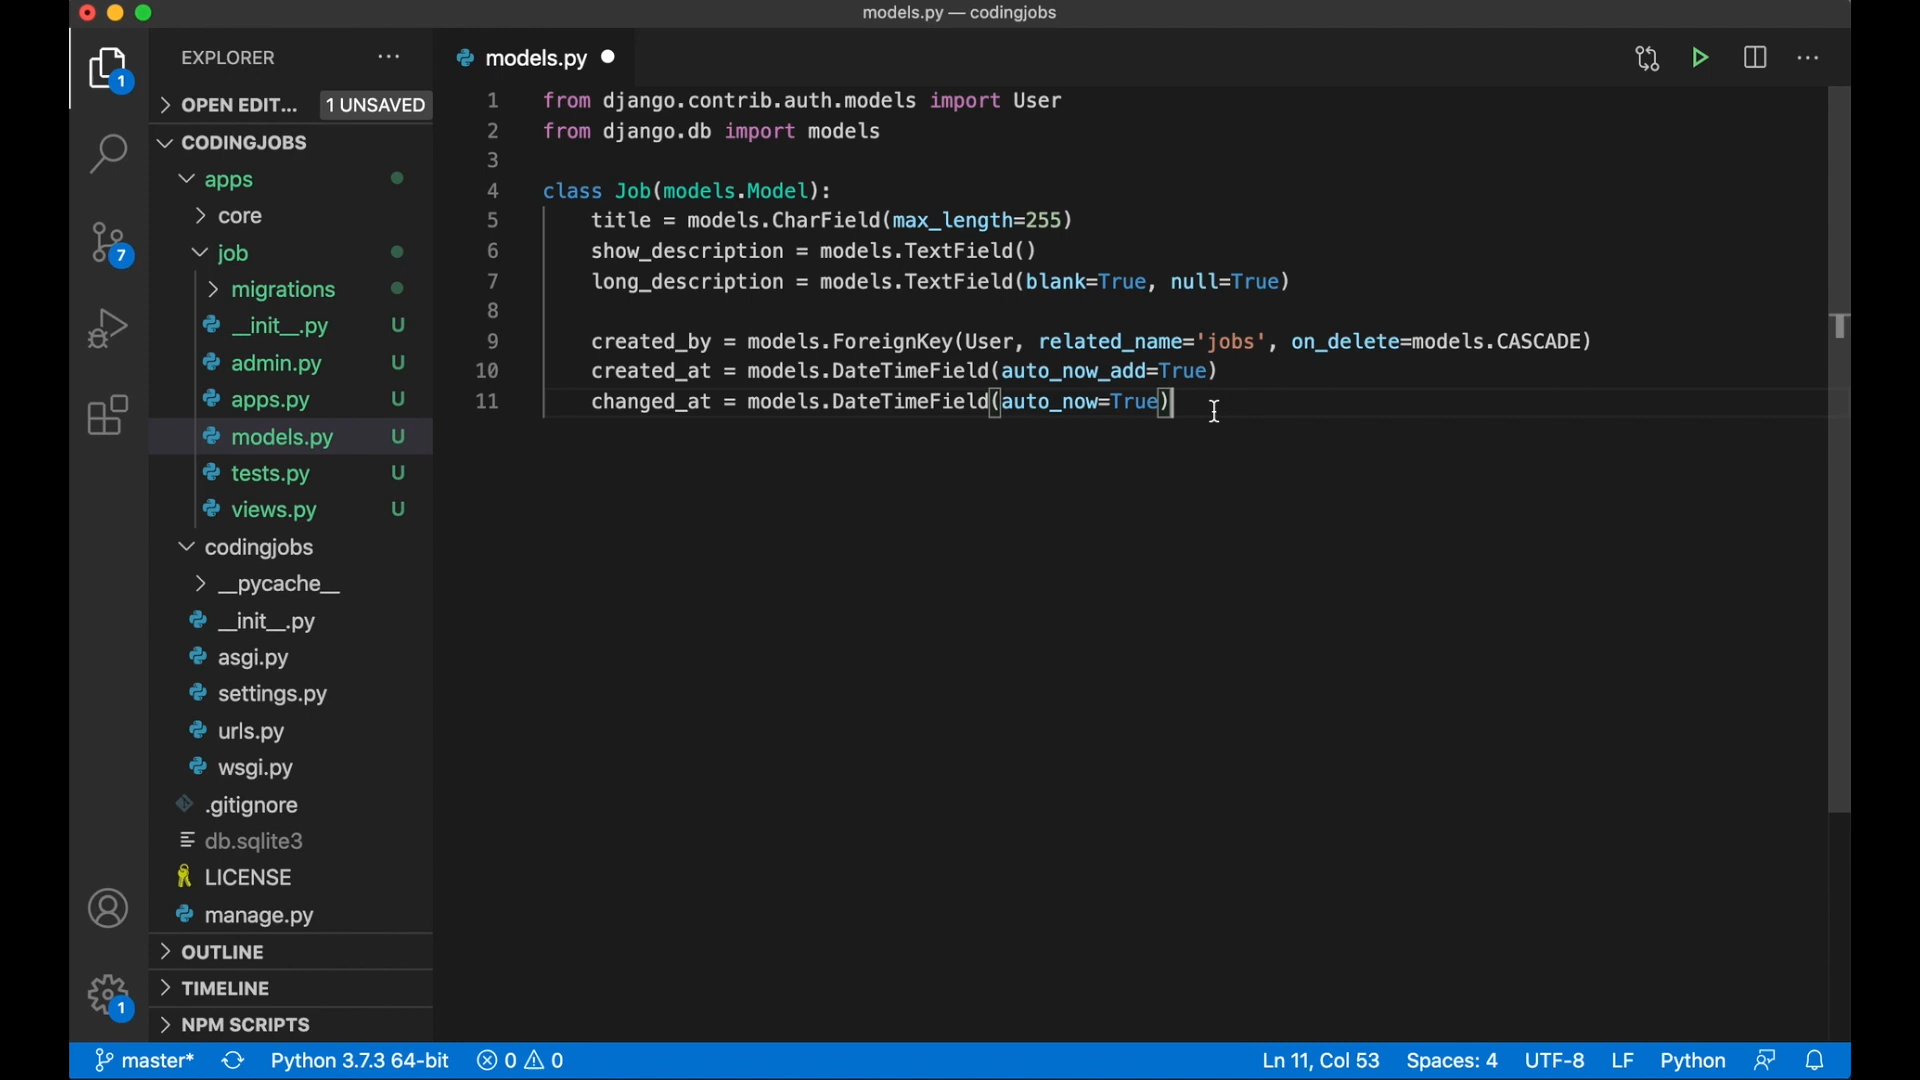 models.py — codingjobs
EXPLORER
models.py
OPEN EDIT...
1 UNSAVED
CODINGJOBS
apps
core
job
migrations
__init__.py U
admin.py U
apps.py U
models.py U
tests.py U
views.py U
codingjobs
__pycache__
__init__.py
asgi.py
settings.py
urls.py
wsgi.py
.gitignore
db.sqlite3
LICENSE
manage.py
OUTLINE
TIMELINE
NPM SCRIPTS
1
7
1
1 from django.contrib.auth.models import User
2 from django.db import models
3
4 class Job(models.Model):
5 title = models.CharField(max_length=255)
6 show_description = models.TextField()
7 long_description = models.TextField(blank=True, null=True)
8
9 created_by = models.ForeignKey(User, related_name='jobs', on_delete=models.CASCADE)
10 created_at = models.DateTimeField(auto_now_add=True)
11 changed_at = models.DateTimeField(auto_now=True)
master* Python 3.7.3 64-bit 0 0 Ln 11, Col 53 Spaces: 4 UTF-8 LF Python